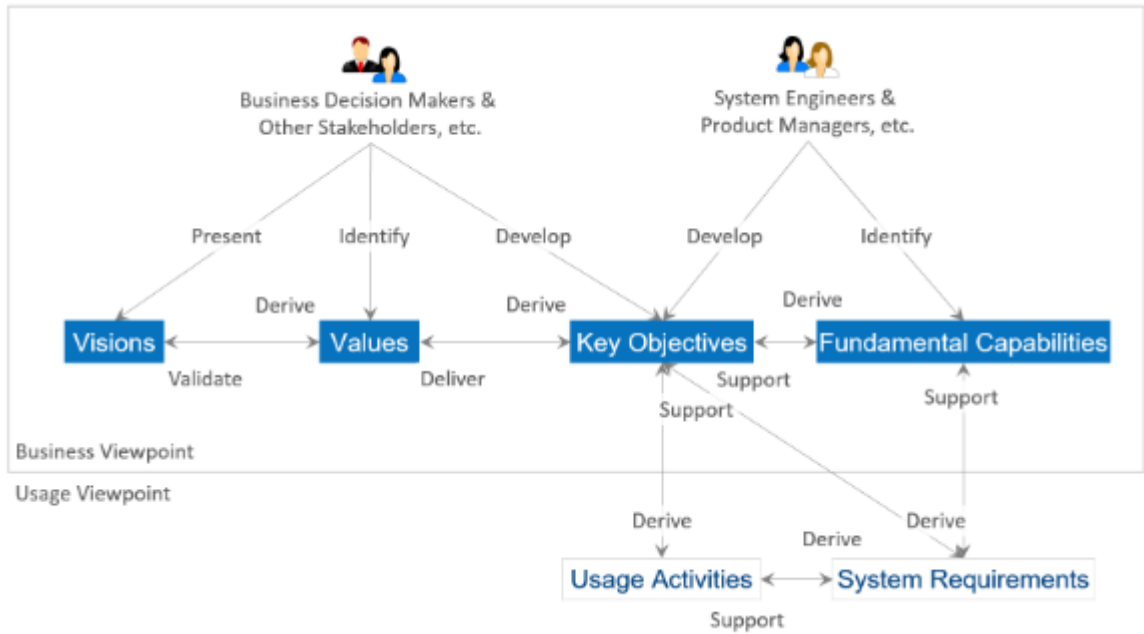 Business Decision Makers &
Other Stakeholders, etc.
System Engineers &
Product Managers, etc.
Present
Identify
Develop
Develop
Identify
Derive
Derive
Derive
Visions
Values
Key Objectives
Fundamental Capabilities
Validate
Deliver
Support
Support
Support
Business Viewpoint
Usage Viewpoint
Derive
Derive
Derive
Usage Activities
System Requirements
Support